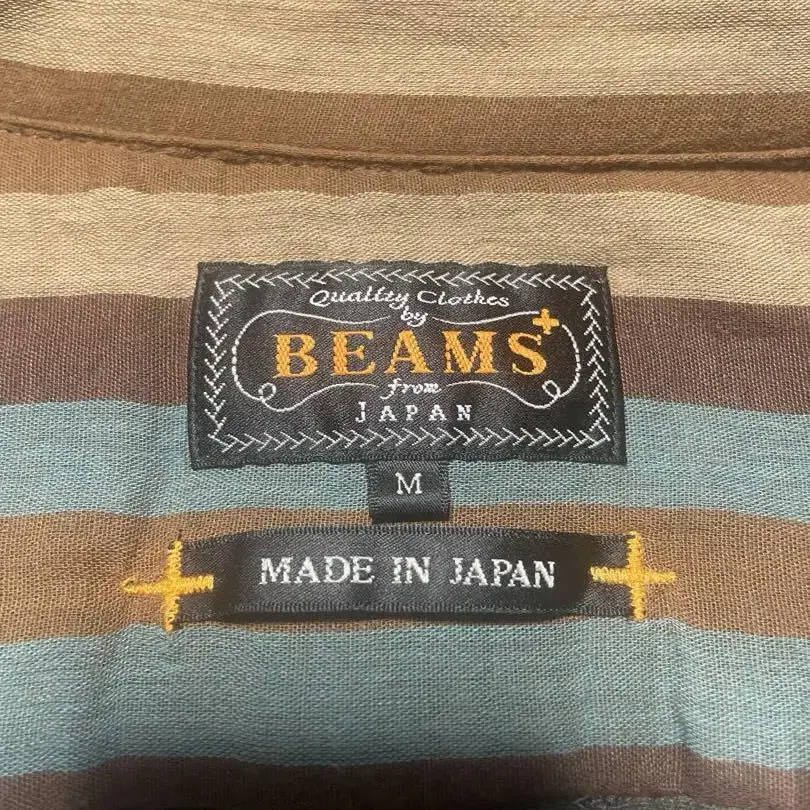 Quality Clothes
by
BEAMS+
from
JAPAN
M
MADE IN JAPAN